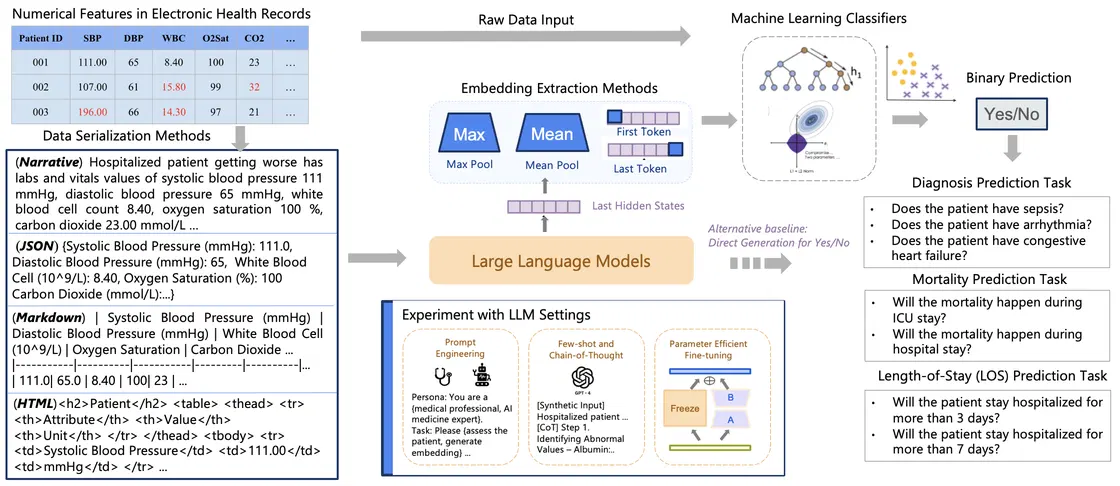 Numerical Features in Electronic Health Records
Patient ID SBP DBP WBC O2Sat CO2 ...
001 111.00 65 8.40 100 23 ...
002 107.00 61 15.80 99 32 ...
003 196.00 66 14.30 97 21 ...
Data Serialization Methods
(Narrative) Hospitalized patient getting worse has
labs and vitals values of systolic blood pressure 111
mmHg, diastolic blood pressure 65 mmHg, white
blood cell count 8.40, oxygen saturation 100 %,
carbon dioxide 23.00 mmol/L ...
(JSON) {Systolic Blood Pressure (mmHg): 111.0,
Diastolic Blood Pressure (mmHg): 65, White Blood
Cell (10^9/L): 8.40, Oxygen Saturation (%): 100
Carbon Dioxide (mmol/L):...}
(Markdown) | Systolic Blood Pressure (mmHg) |
Diastolic Blood Pressure (mmHg) | White Blood Cell
(10^9/L) | Oxygen Saturation | Carbon Dioxide ...
|-----------|----------|-----------|---------|----------|...
| 111.0| 65.0 | 8.40 | 100| 23 | ...
(HTML)<h2>Patient</h2> <table> <thead> <tr>
<th>Attribute</th> <th>Value</th>
<th>Unit</th> </tr> </thead> <tbody> <tr>
<td>Systolic Blood Pressure</td> <td>111.00</td>
<td>mmHg</td> </tr> ...
Raw Data Input
Embedding Extraction Methods
Max
Max Pool
Mean
Mean Pool
First Token
Last Token
Last Hidden States
Large Language Models
Alternative baseline:
Direct Generation for Yes/No
Experiment with LLM Settings
Prompt
Engineering
Persona: You are a
{medical professional, AI
medicine expert}.
Task: Please {assess the
patient, generate
embedding} ...
Few-shot and
Chain-of-Thought
GPT-4
[Synthetic Input]
Hospitalized patient ...
[CoT] Step 1.
Identifying Abnormal
Values – Albumin:..
Parameter Efficient
Fine-tuning
Freeze
B
A
Machine Learning Classifiers
h1
Compromise ...
Two parameters ...
L1 + L2 Norm
Binary Prediction
Yes/No
Diagnosis Prediction Task
• Does the patient have sepsis?
• Does the patient have arrhythmia?
• Does the patient have congestive
heart failure?
Mortality Prediction Task
• Will the mortality happen during
ICU stay?
• Will the mortality happen during
hospital stay?
Length-of-Stay (LOS) Prediction Task
• Will the patient stay hospitalized for
more than 3 days?
• Will the patient stay hospitalized for
more than 7 days?